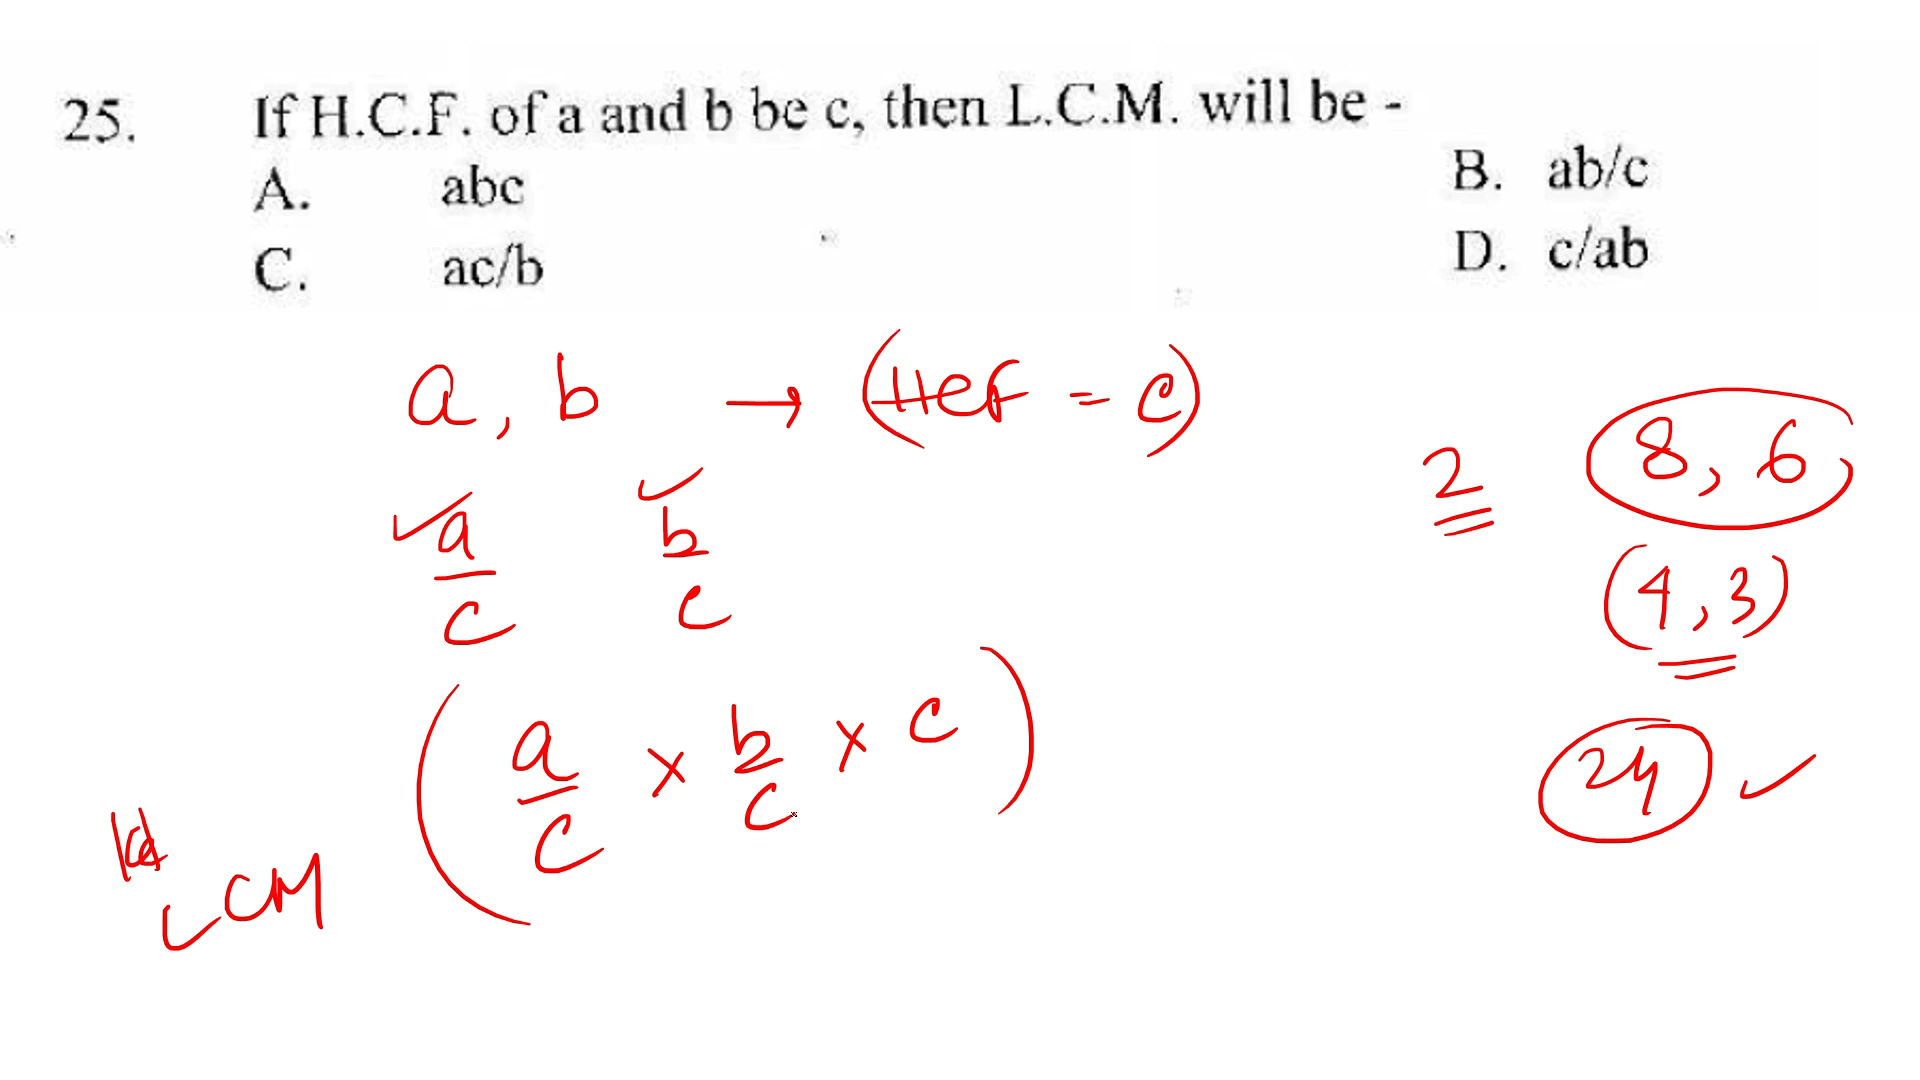 25. If H.C.F. of a and b be c, then L.C.M. will be -
A. abc B. ab/c
C. ac/b D. c/ab
a, b → (HCF = c)
2 8, 6,
a/c b/c
(4,3)
(a/c × b/c × c)
24
LCM